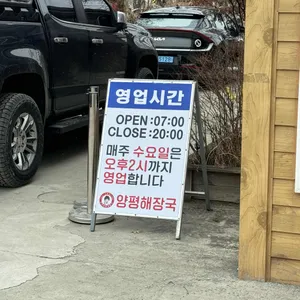 영업시간
OPEN :07:00
CLOSE :20:00
매주 수요일은
오후2시까지
영업합니다
양평해장국